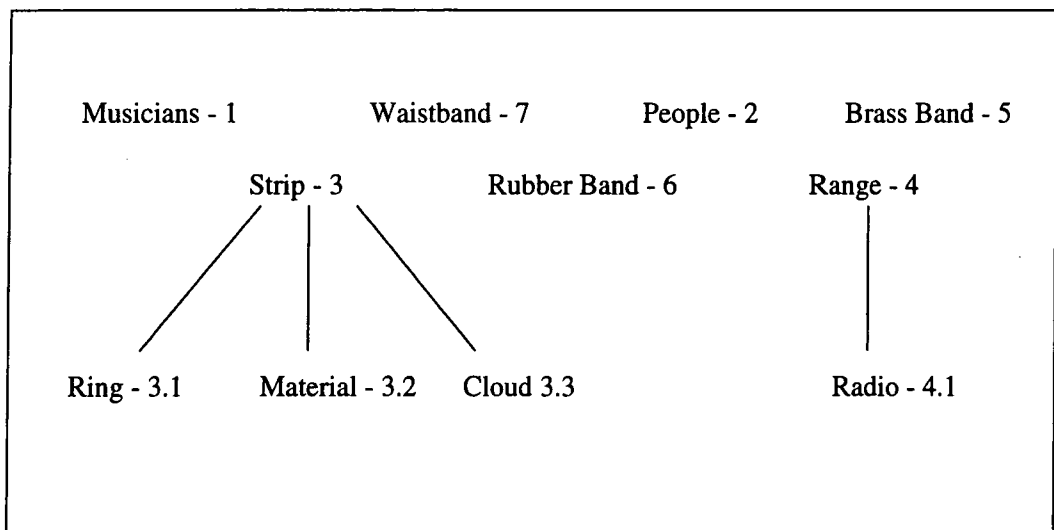 Musicians - 1 Waistband - 7 People - 2 Brass Band - 5
Strip - 3 Rubber Band - 6 Range - 4
Ring - 3.1 Material - 3.2 Cloud 3.3 Radio - 4.1